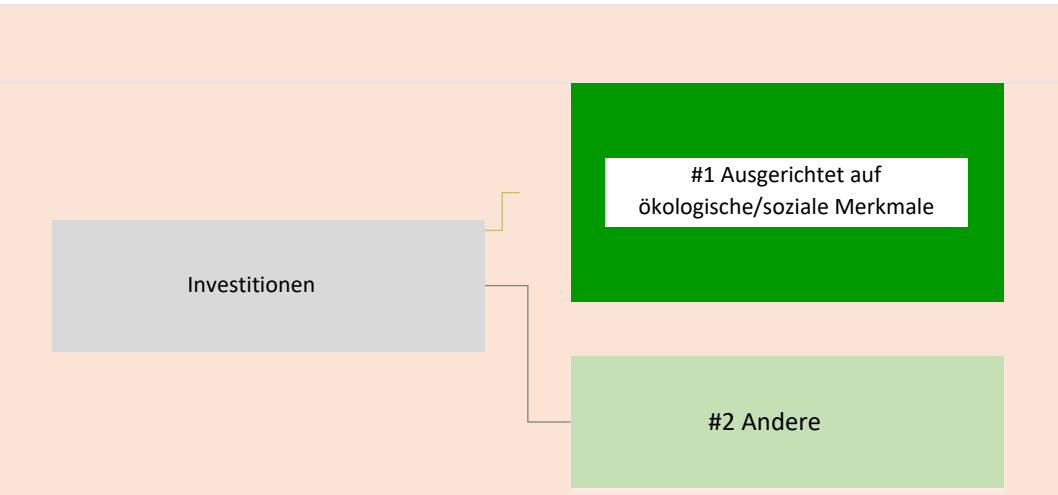 #1 Ausgerichtet auf
ökologische/soziale Merkmale
Investitionen
#2 Andere